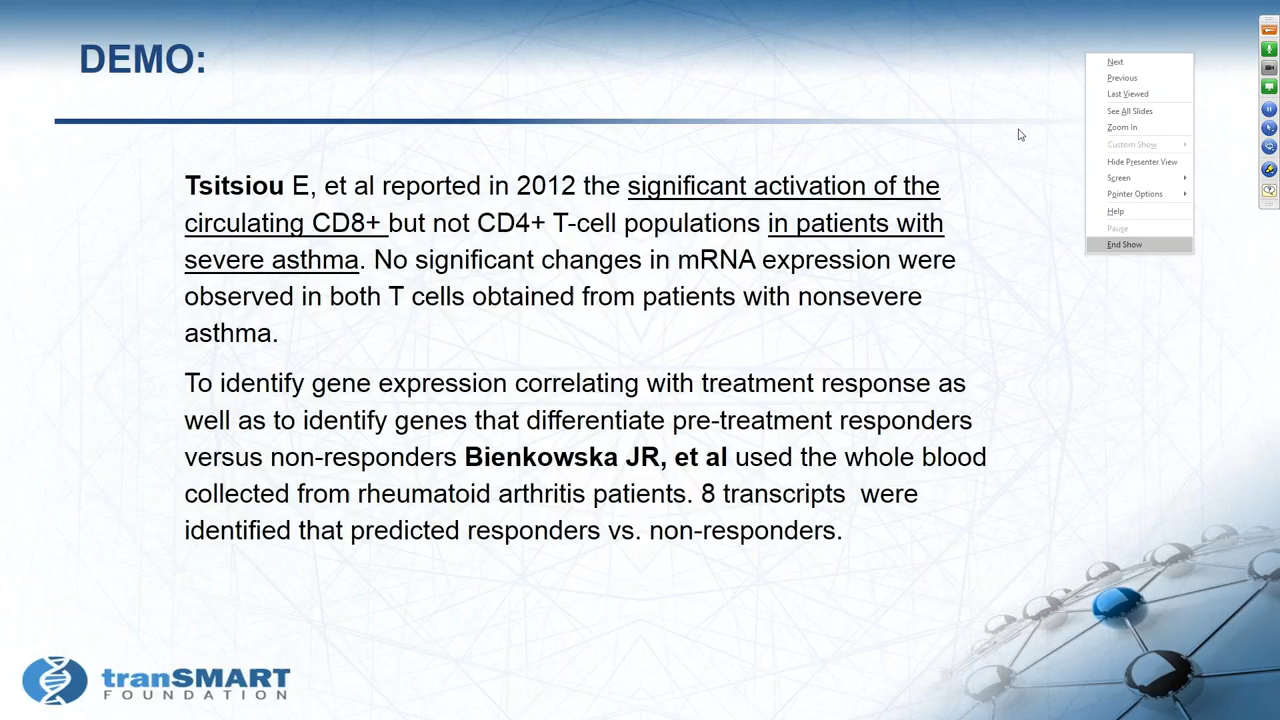 DEMO:
Tsitsiou E, et al reported in 2012 the significant activation of the
circulating CD8+ but not CD4+ T-cell populations in patients with
severe asthma. No significant changes in mRNA expression were
observed in both T cells obtained from patients with nonsevere
asthma.
To identify gene expression correlating with treatment response as
well as to identify genes that differentiate pre-treatment responders
versus non-responders Bienkowska JR, et al used the whole blood
collected from rheumatoid arthritis patients. 8 transcripts were
identified that predicted responders vs. non-responders.
Next
Previous
Last Viewed
See All Slides
Zoom In
Custom Show
Hide Presenter View
Screen
Pointer Options
Help
Pause
End Show
tranSMART
FOUNDATION